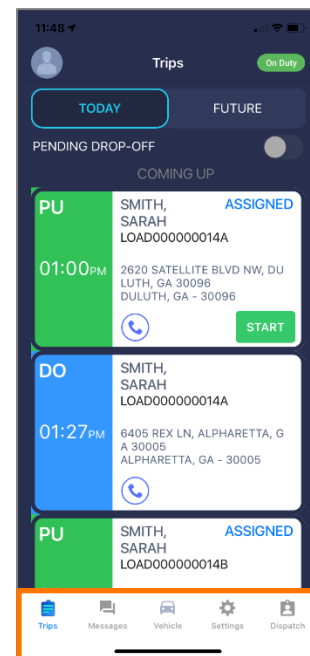 11:48
Trips
On Duty
TODAY
FUTURE
PENDING DROP-OFF
COMING UP
PU
SMITH,
SARAH
ASSIGNED
LOAD000000014A
01:00PM
2620 SATELLITE BLVD NW, DU
LUTH, GA 30096
DULUTH, GA - 30096
START
DO
SMITH,
SARAH
LOAD000000014A
01:27PM
6405 REX LN, ALPHARETTA, G
A 30005
ALPHARETTA, GA - 30005
PU
SMITH,
SARAH
ASSIGNED
LOAD000000014B
Trips
Messages
Vehicle
Settings
Dispatch